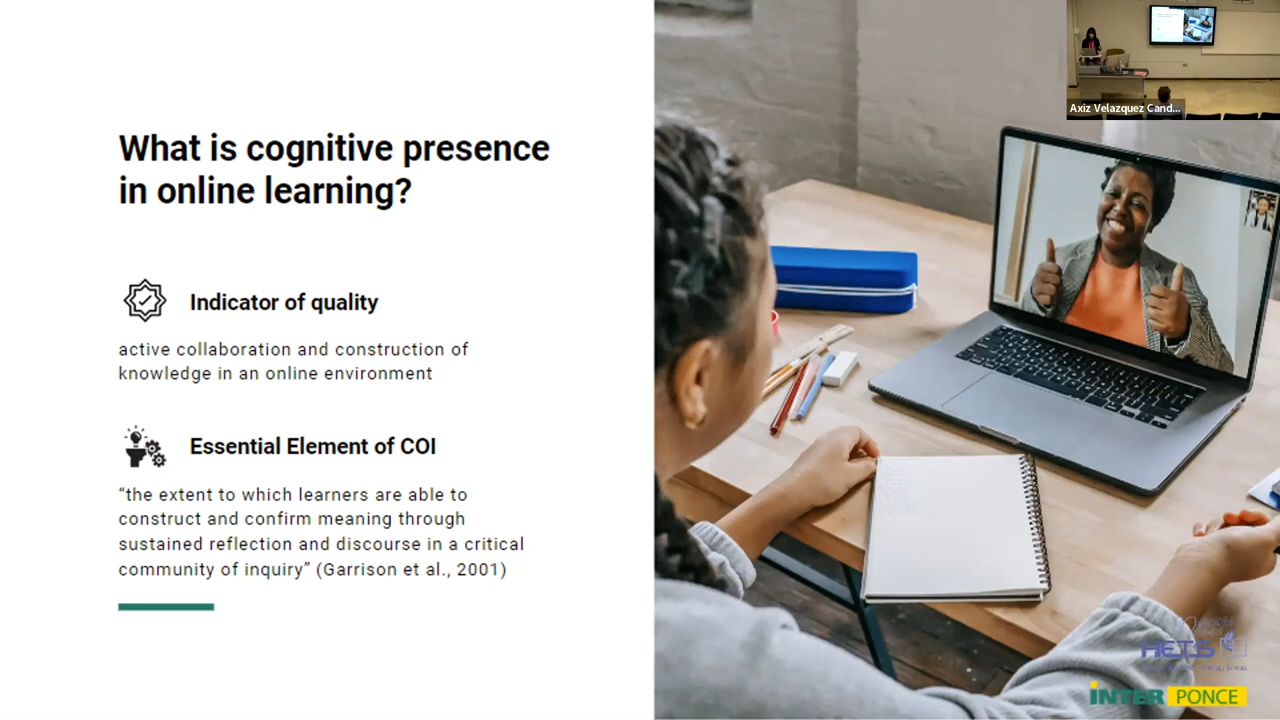 What is cognitive presence
in online learning?
Indicator of quality
active collaboration and construction of
knowledge in an online environment
Essential Element of COI
“the extent to which learners are able to
construct and confirm meaning through
sustained reflection and discourse in a critical
community of inquiry” (Garrison et al., 2001)
Axiz Velazquez Cand...
HETS
INTER PONCE